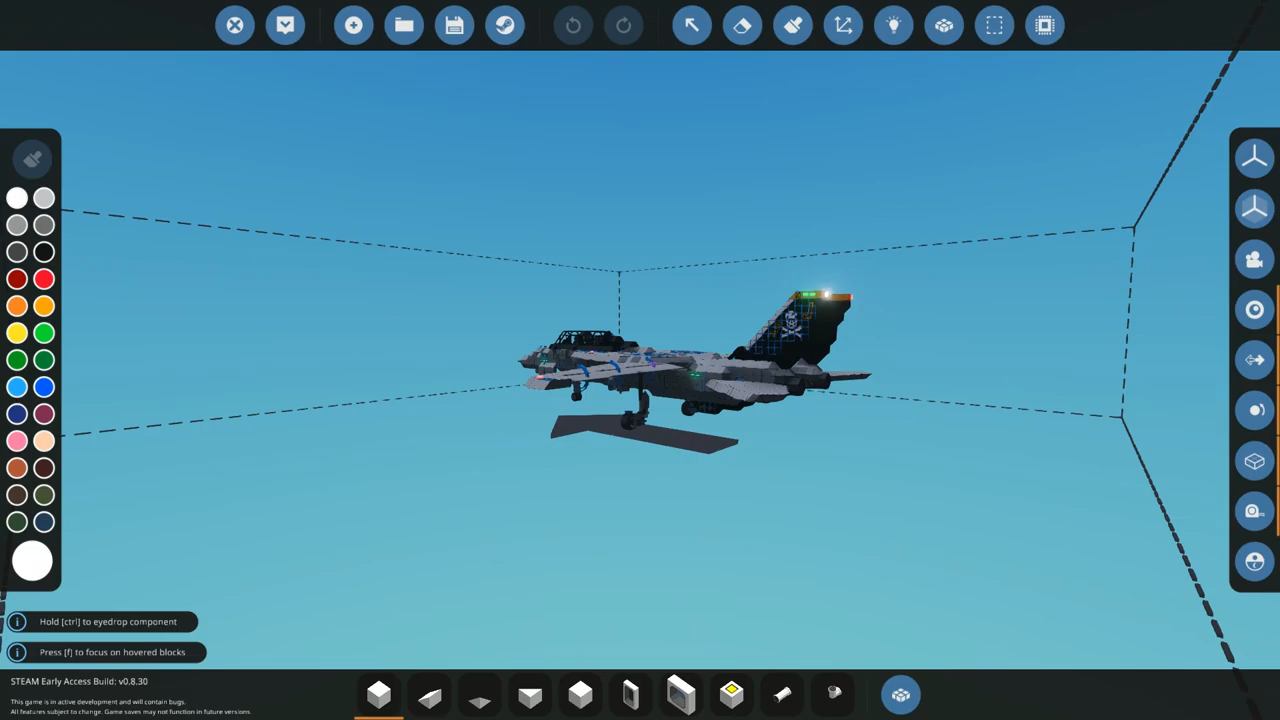 Hold [ctrl] to eyedrop component
Press [f] to focus on hovered blocks
STEAM Early Access Build: v0.8.30
This game is in active development and will contain bugs.
All features subject to change. Game saves may not function in future versions.